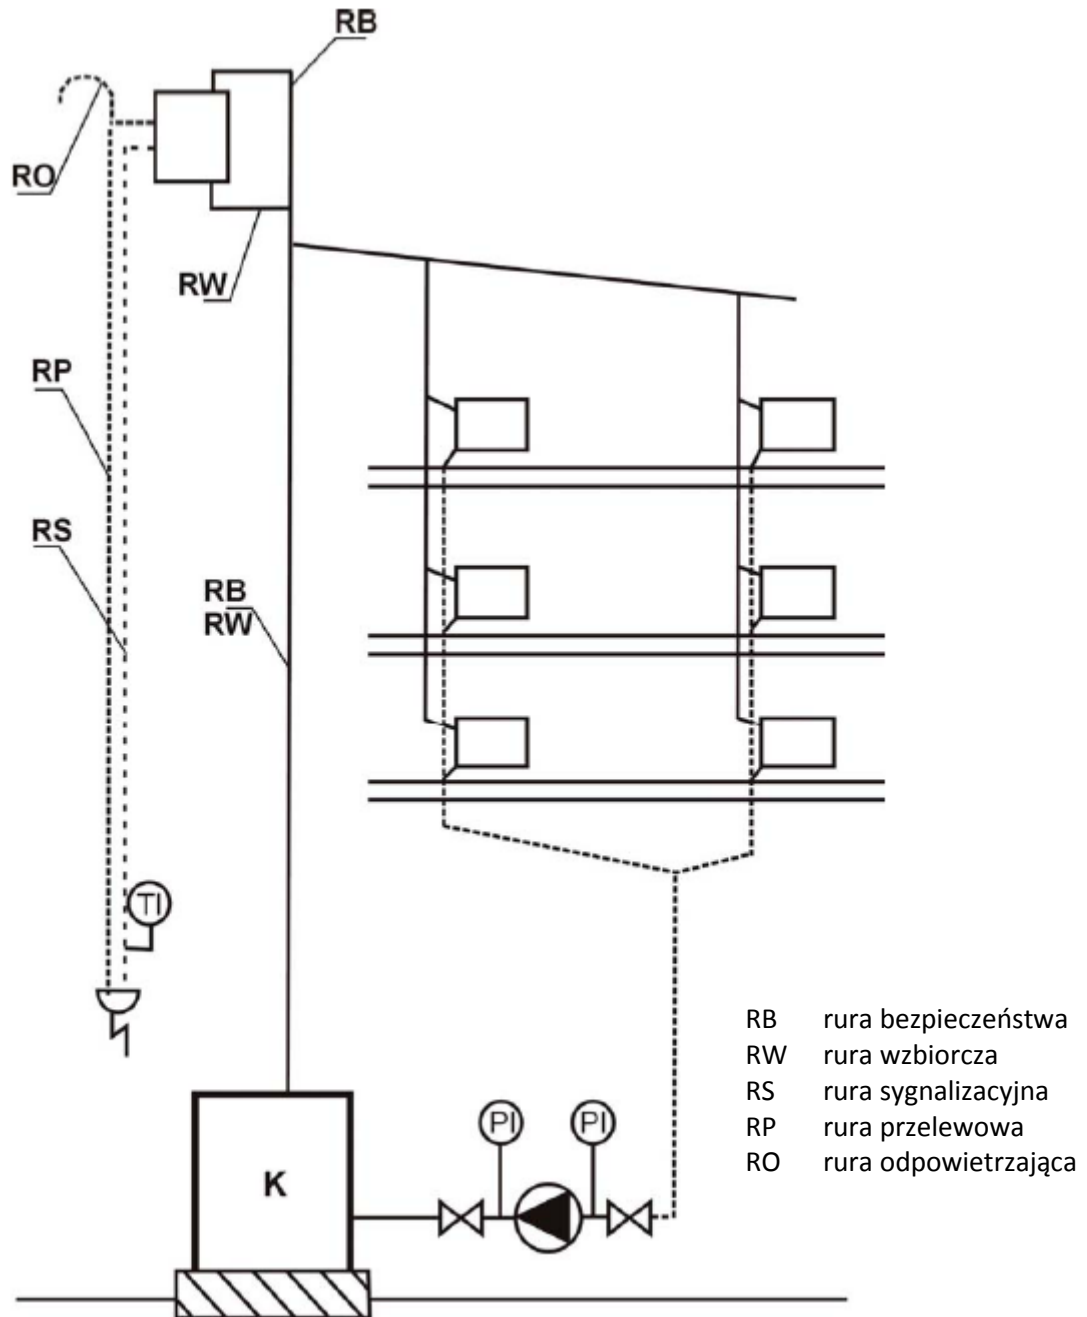 RB
RO
RW
RP
RS
RB
RW
TI
K
PI
PI
RB rura bezpieczeństwa
RW rura wzbiorcza
RS rura sygnalizacyjna
RP rura przelewowa
RO rura odpowietrzająca